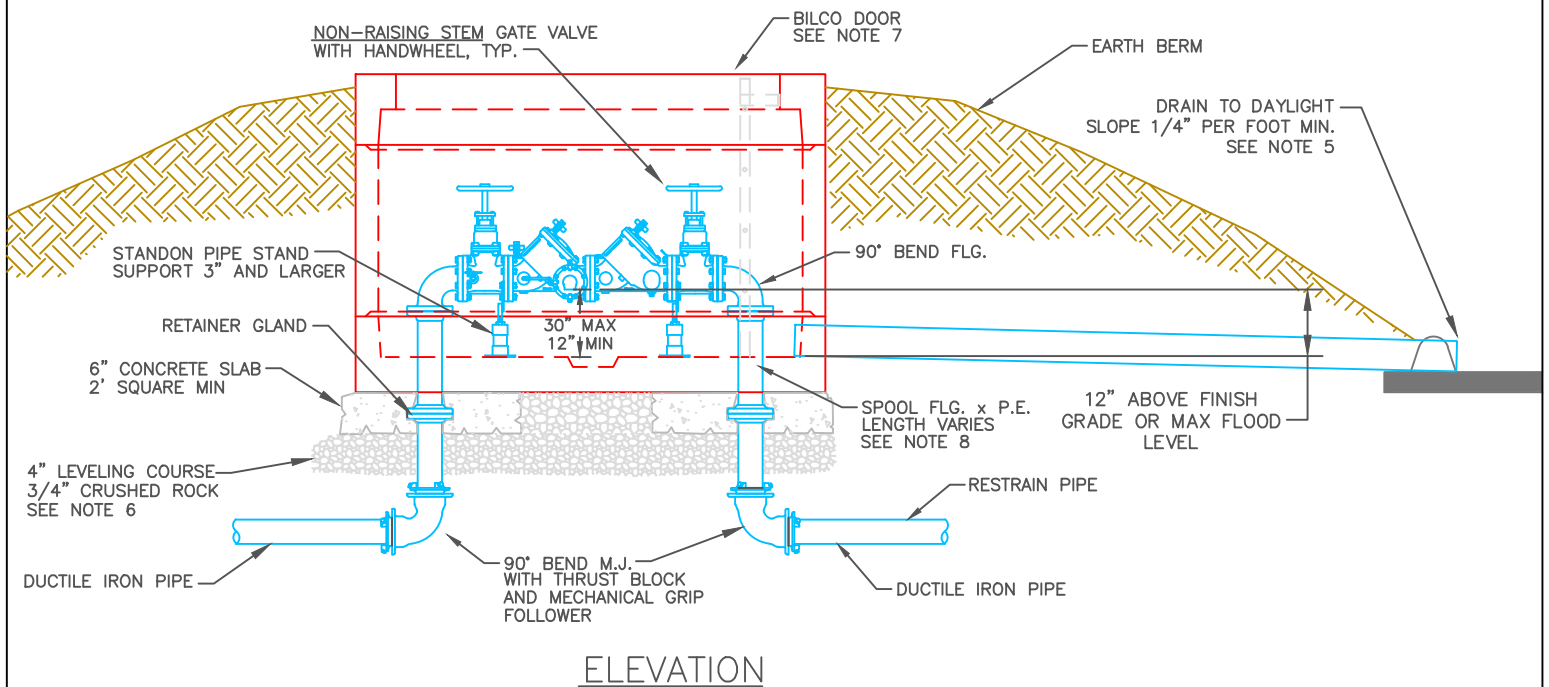 BILCO DOOR
SEE NOTE 7
NON-RAISING STEM GATE VALVE
WITH HANDWHEEL, TYP.
EARTH BERM
DRAIN TO DAYLIGHT
SLOPE 1/4" PER FOOT MIN.
SEE NOTE 5
STANDON PIPE STAND
SUPPORT 3" AND LARGER
90° BEND FLG.
RETAINER GLAND
30" MAX
12" MIN
6" CONCRETE SLAB
2' SQUARE MIN
SPOOL FLG. x P.E.
LENGTH VARIES
SEE NOTE 8
12" ABOVE FINISH
GRADE OR MAX FLOOD
LEVEL
4" LEVELING COURSE
3/4" CRUSHED ROCK
SEE NOTE 6
RESTRAIN PIPE
DUCTILE IRON PIPE
90° BEND M.J.
WITH THRUST BLOCK
AND MECHANICAL GRIP
FOLLOWER
DUCTILE IRON PIPE
ELEVATION